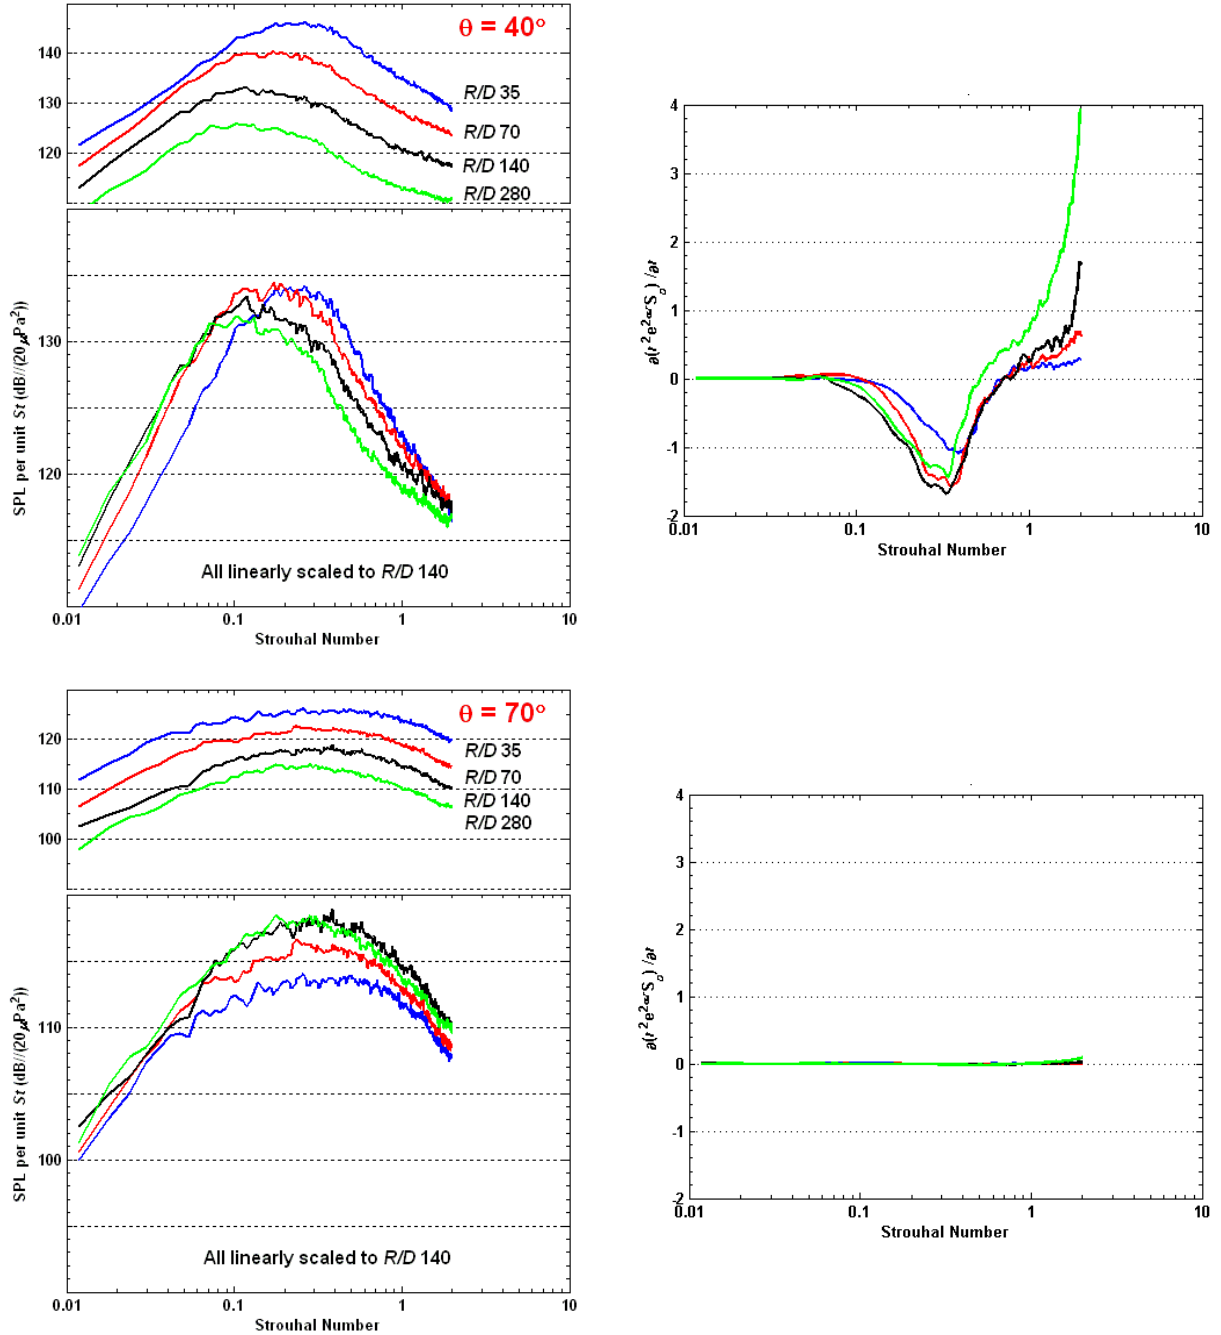 θ = 40°
140
130
120
R/D 35
R/D 70
R/D 140
R/D 280
SPL per unit St (dB//(20μPa²))
130
120
All linearly scaled to R/D 140
0.01
0.1
1
10
Strouhal Number
4
3
2
1
0
-1
-2
0.01
0.1
1
10
Strouhal Number
θ = 70°
120
110
100
R/D 35
R/D 70
R/D 140
R/D 280
SPL per unit St (dB//(20μPa²))
110
100
All linearly scaled to R/D 140
0.01
0.1
1
10
Strouhal Number
4
3
2
1
0
-1
-2
0.01
0.1
1
10
Strouhal Number